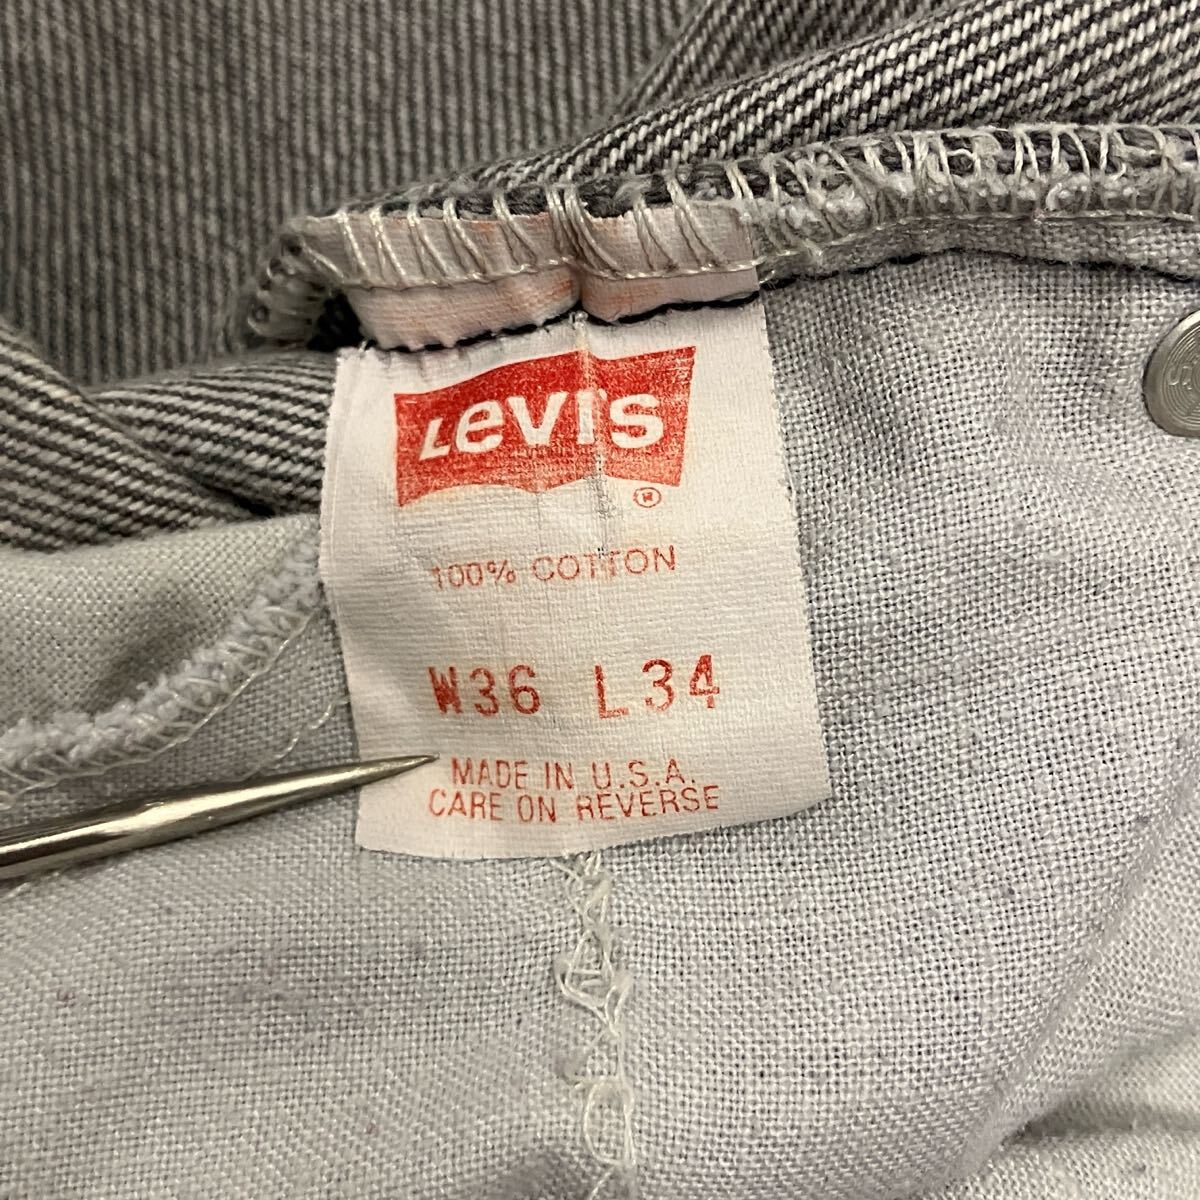 Levi's
®
100% COTTON
W36 L34
MADE IN U.S.A.
CARE ON REVERSE